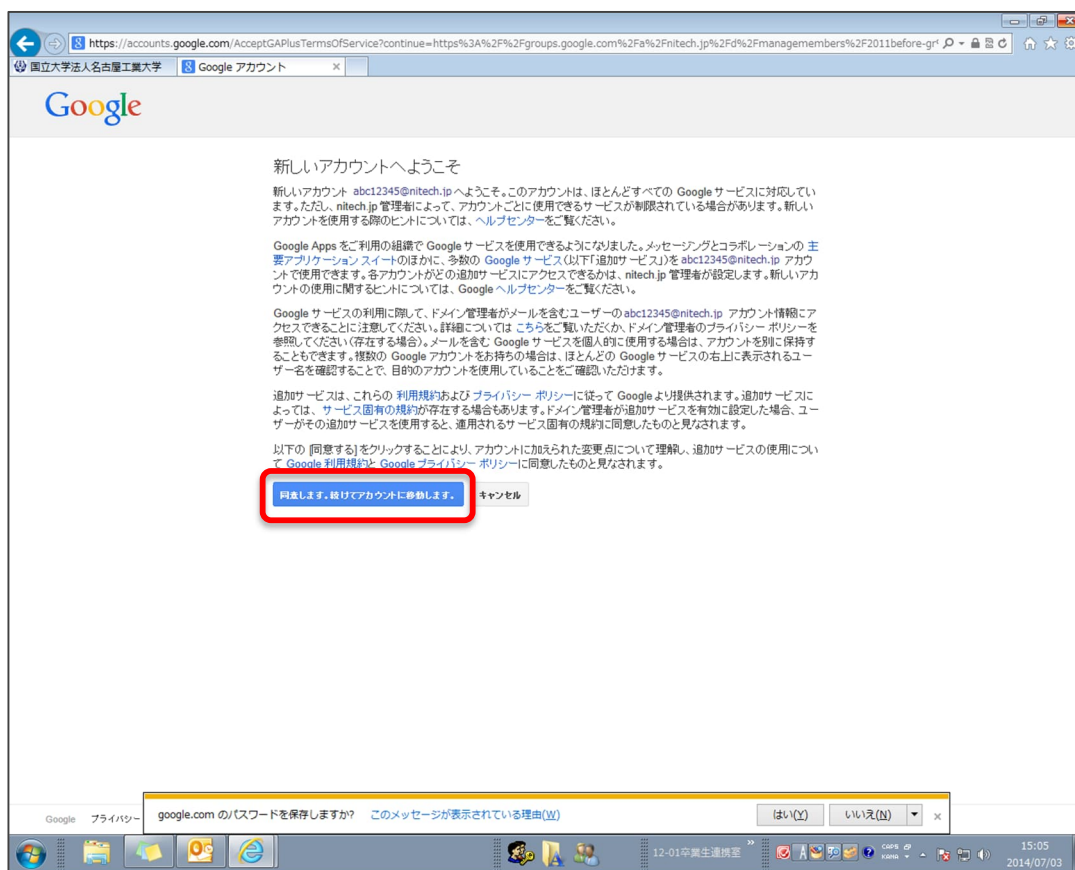 https://accounts.google.com/AcceptGAPlusTermsOfService?continue=https%3A%2F%2Fgroups.google.com%2Fa%2Fnitech.jp%2Fd%2Fmanagemembers%2F2011before-gr
国立大学法人名古屋工業大学
Google アカウント
Google
新しいアカウントへようこそ
新しいアカウント abc12345@nitech.jp へようこそ。このアカウントは、ほとんどすべての Google サービスに対応してい
ます。ただし、nitech.jp 管理者によって、アカウントごとに使用できるサービスが制限されている場合があります。新しい
アカウントを使用する際のヒントについては、ヘルプセンターをご覧ください。
Google Apps をご利用の組織で Google サービスを使用できるようになりました。メッセージングとコラボレーションの 主
要アプリケーション スイートのほかに、多数の Google サービス（以下「追加サービス」）を abc12345@nitech.jp アカウ
ントで使用できます。各アカウントがどの追加サービスにアクセスできるかは、nitech.jp 管理者が設定します。新しいアカ
ウントの使用に関するヒントについては、Google ヘルプセンターをご覧ください。
Google サービスの利用に際して、ドメイン管理者がメールを含むユーザーの abc12345@nitech.jp アカウント情報にア
クセスできることに注意してください。詳細については こちらをご覧いただくか、ドメイン管理者のプライバシー ポリシーを
参照してください（存在する場合）。メールを含む Google サービスを個人的に使用する場合は、アカウントを別に保持す
ることもできます。複数の Google アカウントをお持ちの場合は、ほとんどの Google サービスの右上に表示されるユー
ザー名を確認することで、目的のアカウントを使用していることをご確認いただけます。
追加サービスは、これらの 利用規約および プライバシー ポリシーに従って Google より提供されます。追加サービスに
よっては、 サービス固有の規約が存在する場合もあります。ドメイン管理者が追加サービスを有効に設定した場合、ユー
ザーがその追加サービスを使用すると、適用されるサービス固有の規約に同意したものと見なされます。
以下の [同意する] をクリックすることにより、アカウントに加えられた変更点について理解し、追加サービスの使用につい
て Google 利用規約と Google プライバシー ポリシーに同意したものと見なされます。
同意します。続けてアカウントに移動します。
キャンセル
Google プライバシー
google.com のパスワードを保存しますか? このメッセージが表示されている理由(W)
はい(Y)
いいえ(N)
12-01卒業生連携室
CAPS
KANA
15:05
2014/07/03